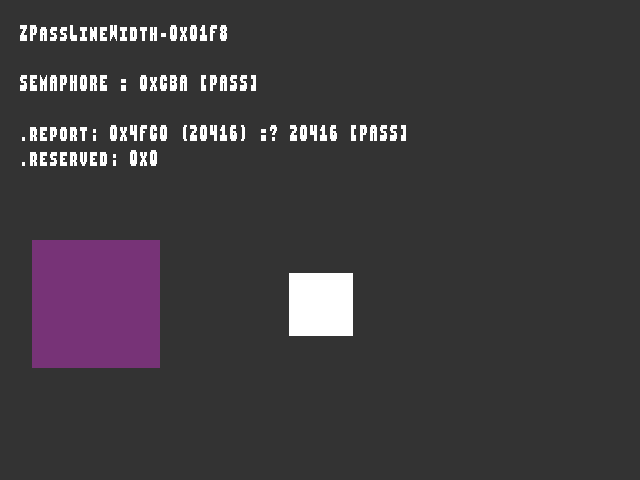 ZPassLineWidth-0x01f8
SEMAPHORE = 0xCBA [PASS]
.report: 0x4FC0 (20416) =? 20416 [PASS]
.reserved: 0x0